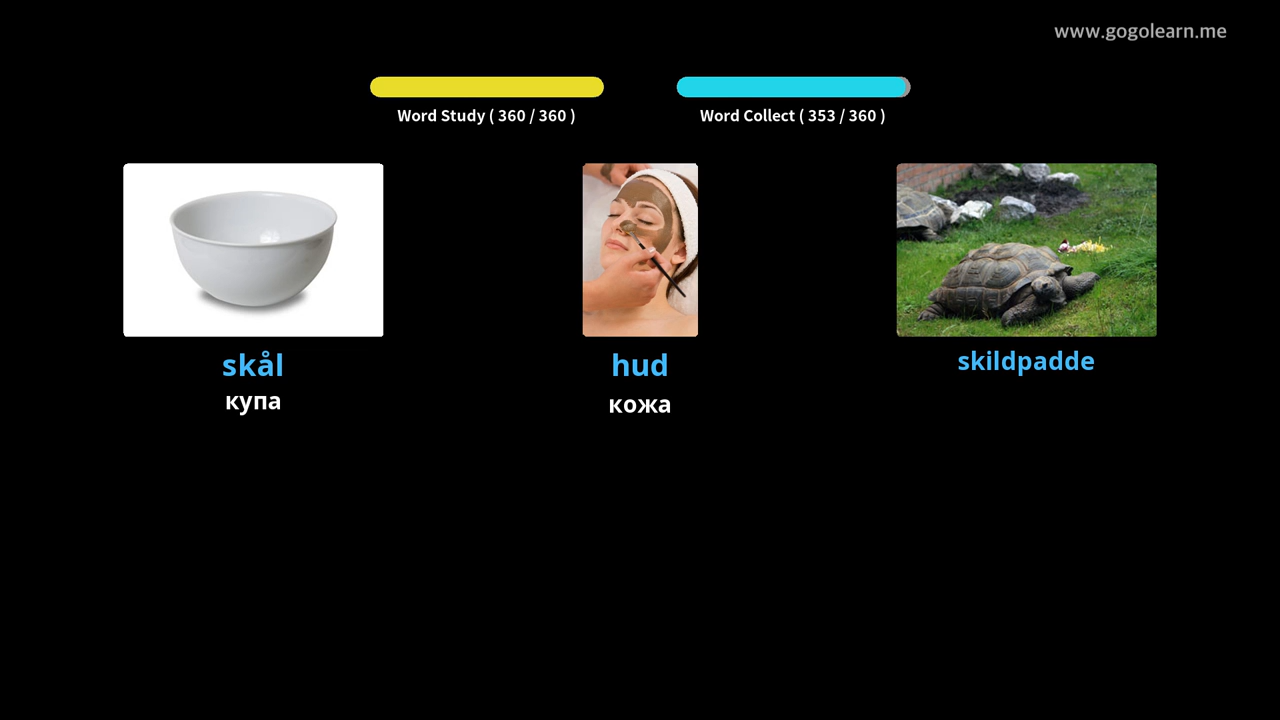 www.gogolearn.me
Word Study ( 360 / 360 )
Word Collect ( 353 / 360 )
skål
hud
skildpadde
купа
кожа